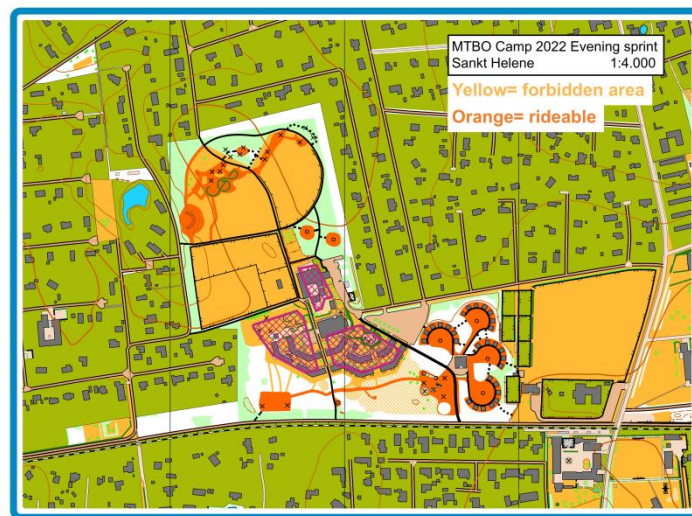 MTBO Camp 2022 Evening sprint
Sankt Helene 1:4.000
Yellow= forbidden area
Orange= rideable